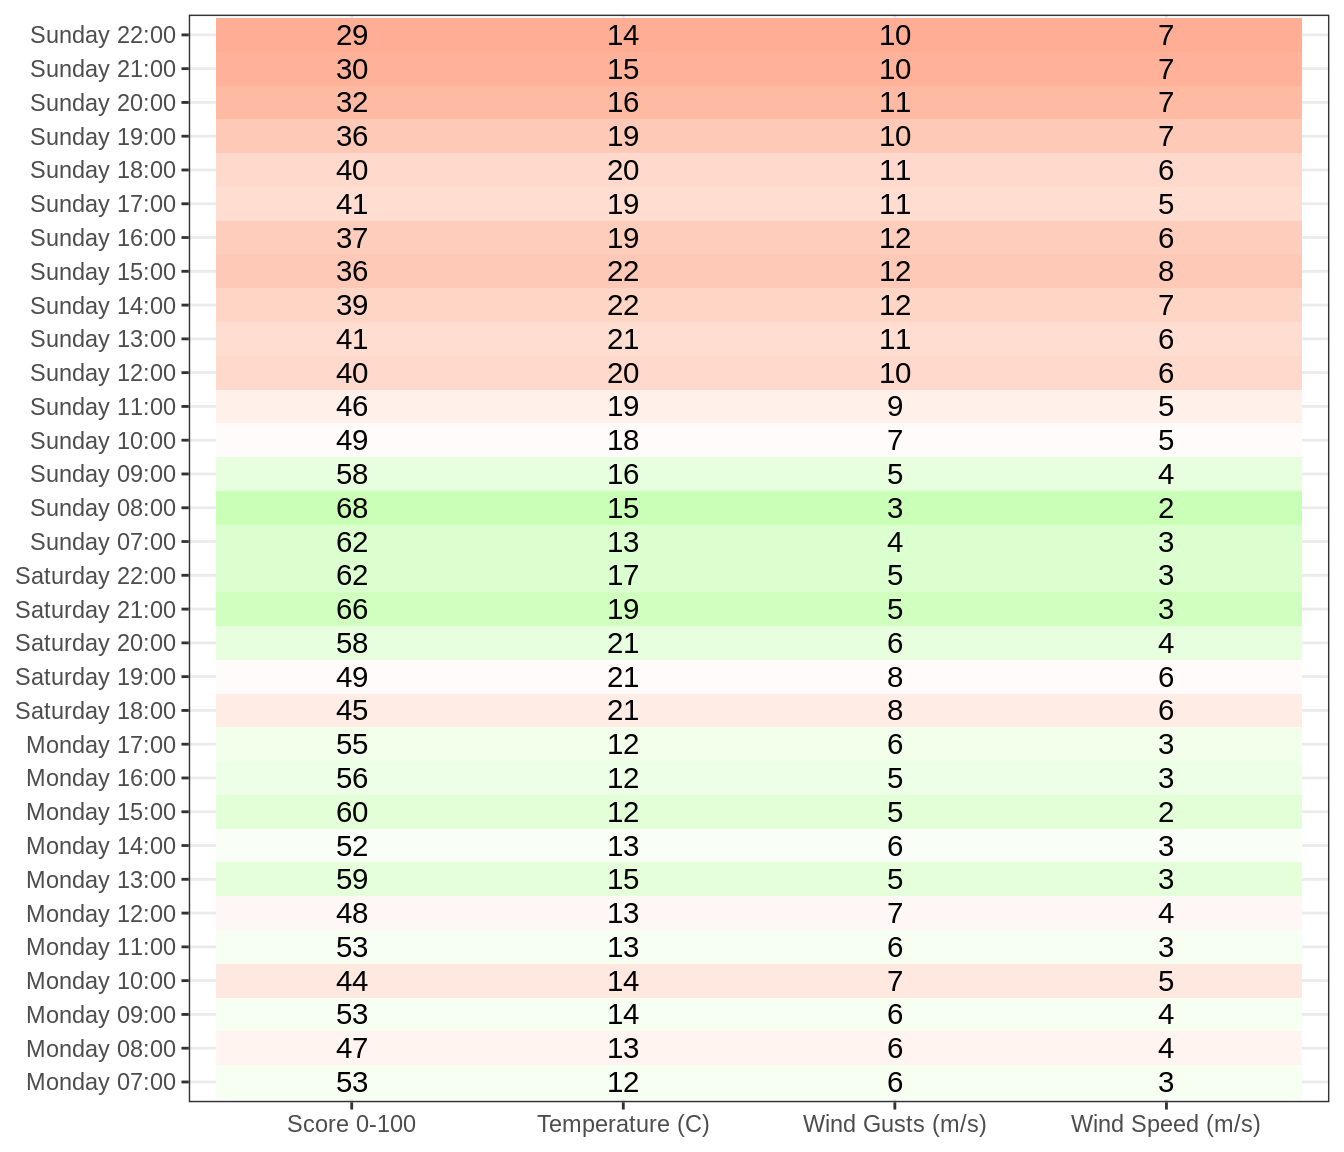 Sunday 22:00 29 14 10 7
Sunday 21:00 30 15 10 7
Sunday 20:00 32 16 11 7
Sunday 19:00 36 19 10 7
Sunday 18:00 40 20 11 6
Sunday 17:00 41 19 11 5
Sunday 16:00 37 19 12 6
Sunday 15:00 36 22 12 8
Sunday 14:00 39 22 12 7
Sunday 13:00 41 21 11 6
Sunday 12:00 40 20 10 6
Sunday 11:00 46 19 9 5
Sunday 10:00 49 18 7 5
Sunday 09:00 58 16 5 4
Sunday 08:00 68 15 3 2
Sunday 07:00 62 13 4 3
Saturday 22:00 62 17 5 3
Saturday 21:00 66 19 5 3
Saturday 20:00 58 21 6 4
Saturday 19:00 49 21 8 6
Saturday 18:00 45 21 8 6
Monday 17:00 55 12 6 3
Monday 16:00 56 12 5 3
Monday 15:00 60 12 5 2
Monday 14:00 52 13 6 3
Monday 13:00 59 15 5 3
Monday 12:00 48 13 7 4
Monday 11:00 53 13 6 3
Monday 10:00 44 14 7 5
Monday 09:00 53 14 6 4
Monday 08:00 47 13 6 4
Monday 07:00 53 12 6 3
Score 0-100 Temperature (C) Wind Gusts (m/s) Wind Speed (m/s)